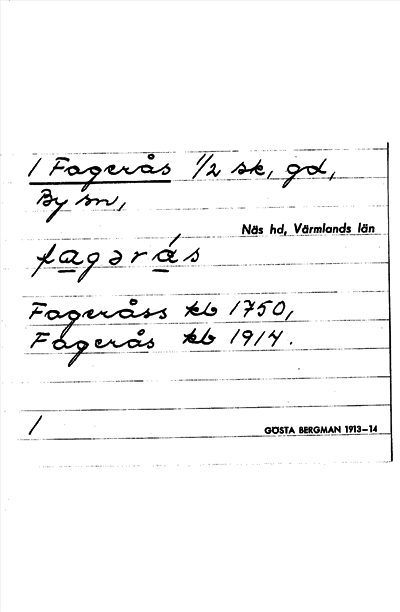 1 Fagerås 1/2 sk, gd,
By sn,
Näs hd, Värmlands län
fagərás
Fageråss kb 1750,
Fagerås kb 1914.
1
GÖSTA BERGMAN 1913–14